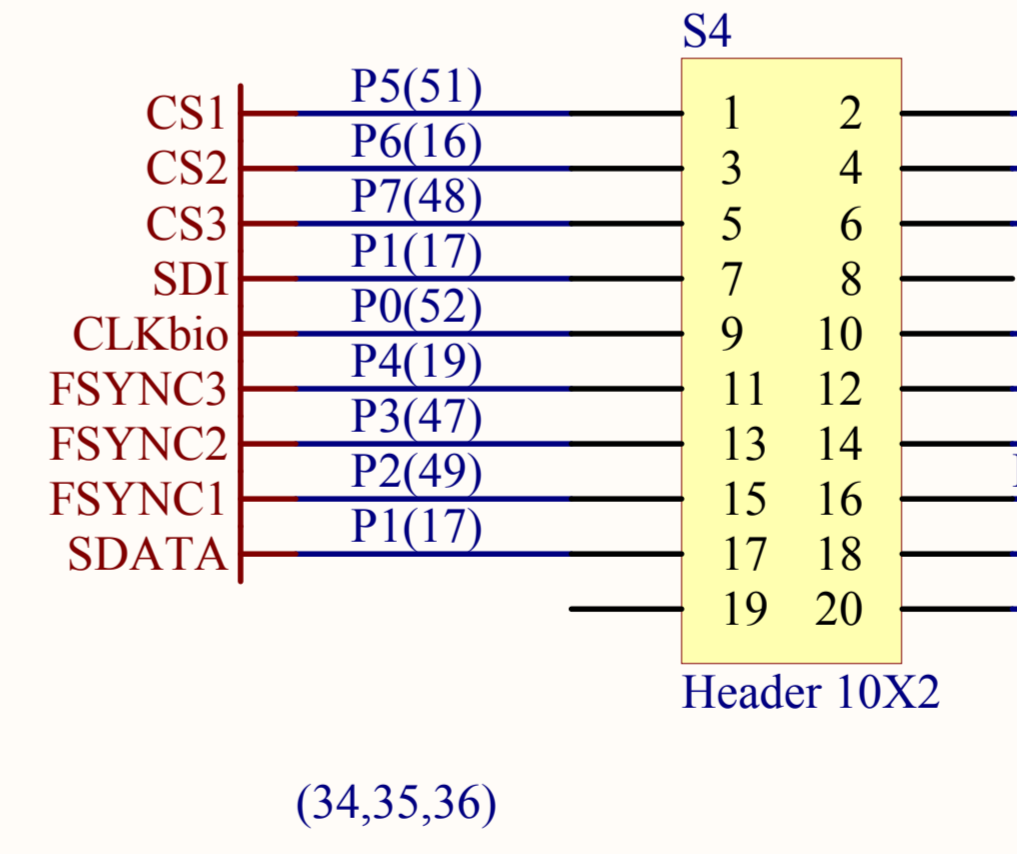 S4
P5(51)
CS1 1 2
P6(16)
CS2 3 4
P7(48)
CS3 5 6
P1(17)
SDI 7 8
P0(52)
CLKbio 9 10
P4(19)
FSYNC3 11 12
P3(47)
FSYNC2 13 14
P2(49)
FSYNC1 15 16
P1(17)
SDATA 17 18
19 20
Header 10X2
(34,35,36)